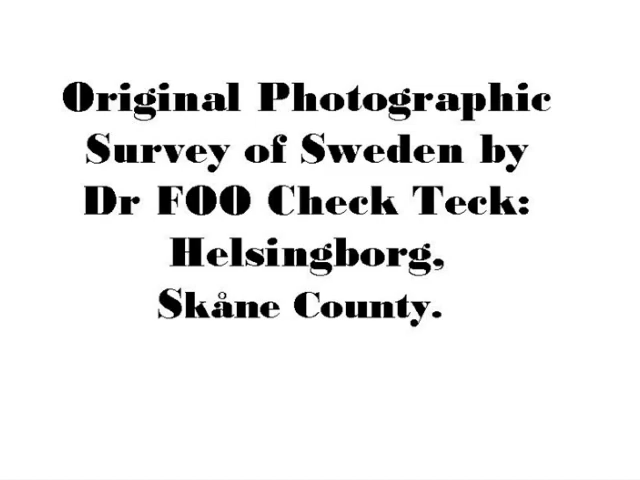 Original Photographic
Survey of Sweden by
Dr FOO Check Teck:
Helsingborg,
Skåne County.